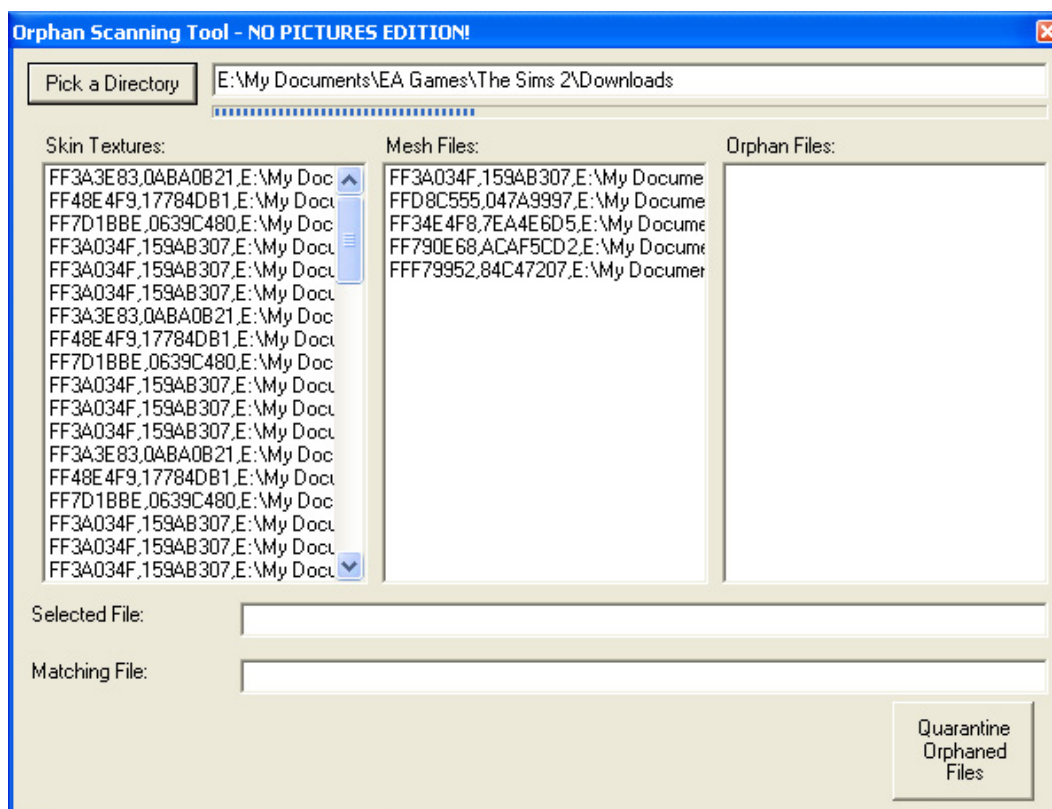 Orphan Scanning Tool - NO PICTURES EDITION!
Pick a Directory
E:\My Documents\EA Games\The Sims 2\Downloads
Skin Textures:
FF3A3E83,0ABA0B21,E:\My Doc
FF48E4F9,17784DB1,E:\My Docu
FF7D1BBE,0639C480,E:\My Doc
FF3A034F,159AB307,E:\My Docu
FF3A034F,159AB307,E:\My Docu
FF3A034F,159AB307,E:\My Docu
FF3A3E83,0ABA0B21,E:\My Doc
FF48E4F9,17784DB1,E:\My Docu
FF7D1BBE,0639C480,E:\My Doc
FF3A034F,159AB307,E:\My Docu
FF3A034F,159AB307,E:\My Docu
FF3A034F,159AB307,E:\My Docu
FF3A3E83,0ABA0B21,E:\My Doc
FF48E4F9,17784DB1,E:\My Docu
FF7D1BBE,0639C480,E:\My Doc
FF3A034F,159AB307,E:\My Docu
FF3A034F,159AB307,E:\My Docu
FF3A034F,159AB307,E:\My Docu
Mesh Files:
FF3A034F,159AB307,E:\My Docume
FFD8C555,047A9997,E:\My Docume
FF34E4F8,7EA4E6D5,E:\My Docume
FF790E68,ACAF5CD2,E:\My Docume
FFF79952,84C47207,E:\My Documer
Orphan Files:
Selected File:
Matching File:
Quarantine
Orphaned
Files